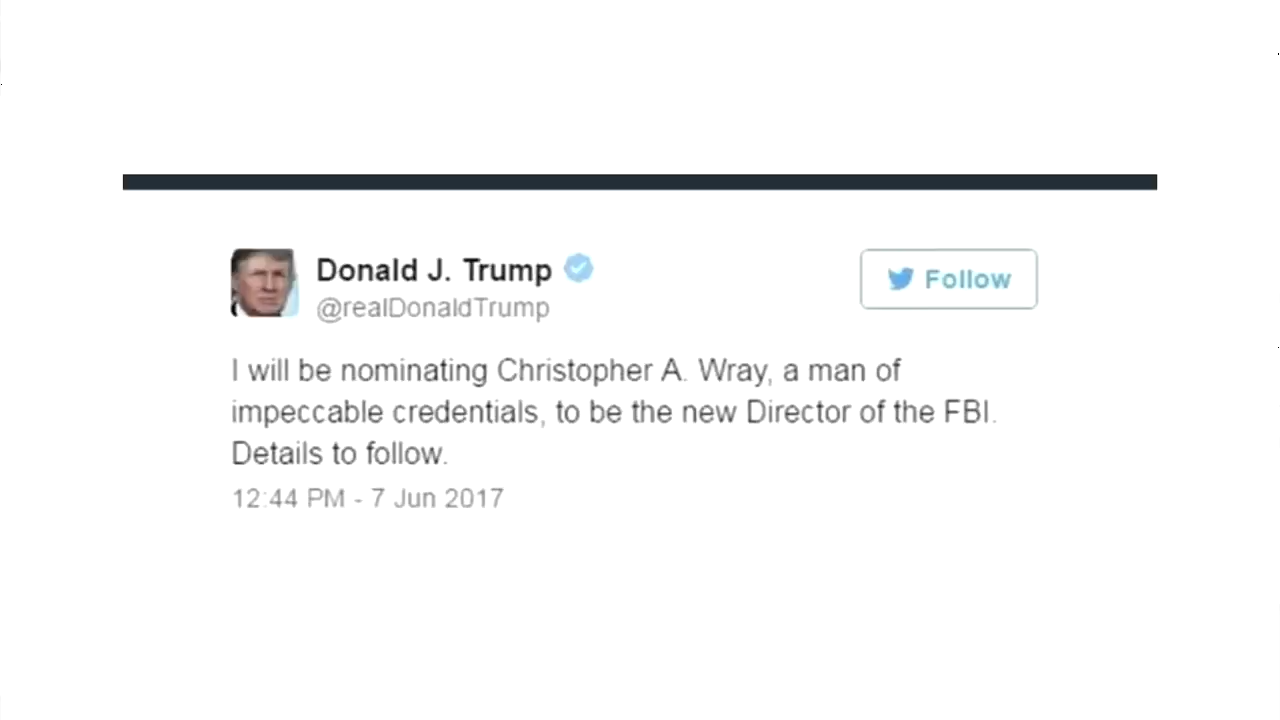 Donald J. Trump
@realDonaldTrump
Follow
I will be nominating Christopher A. Wray, a man of
impeccable credentials, to be the new Director of the FBI.
Details to follow.
12:44 PM - 7 Jun 2017